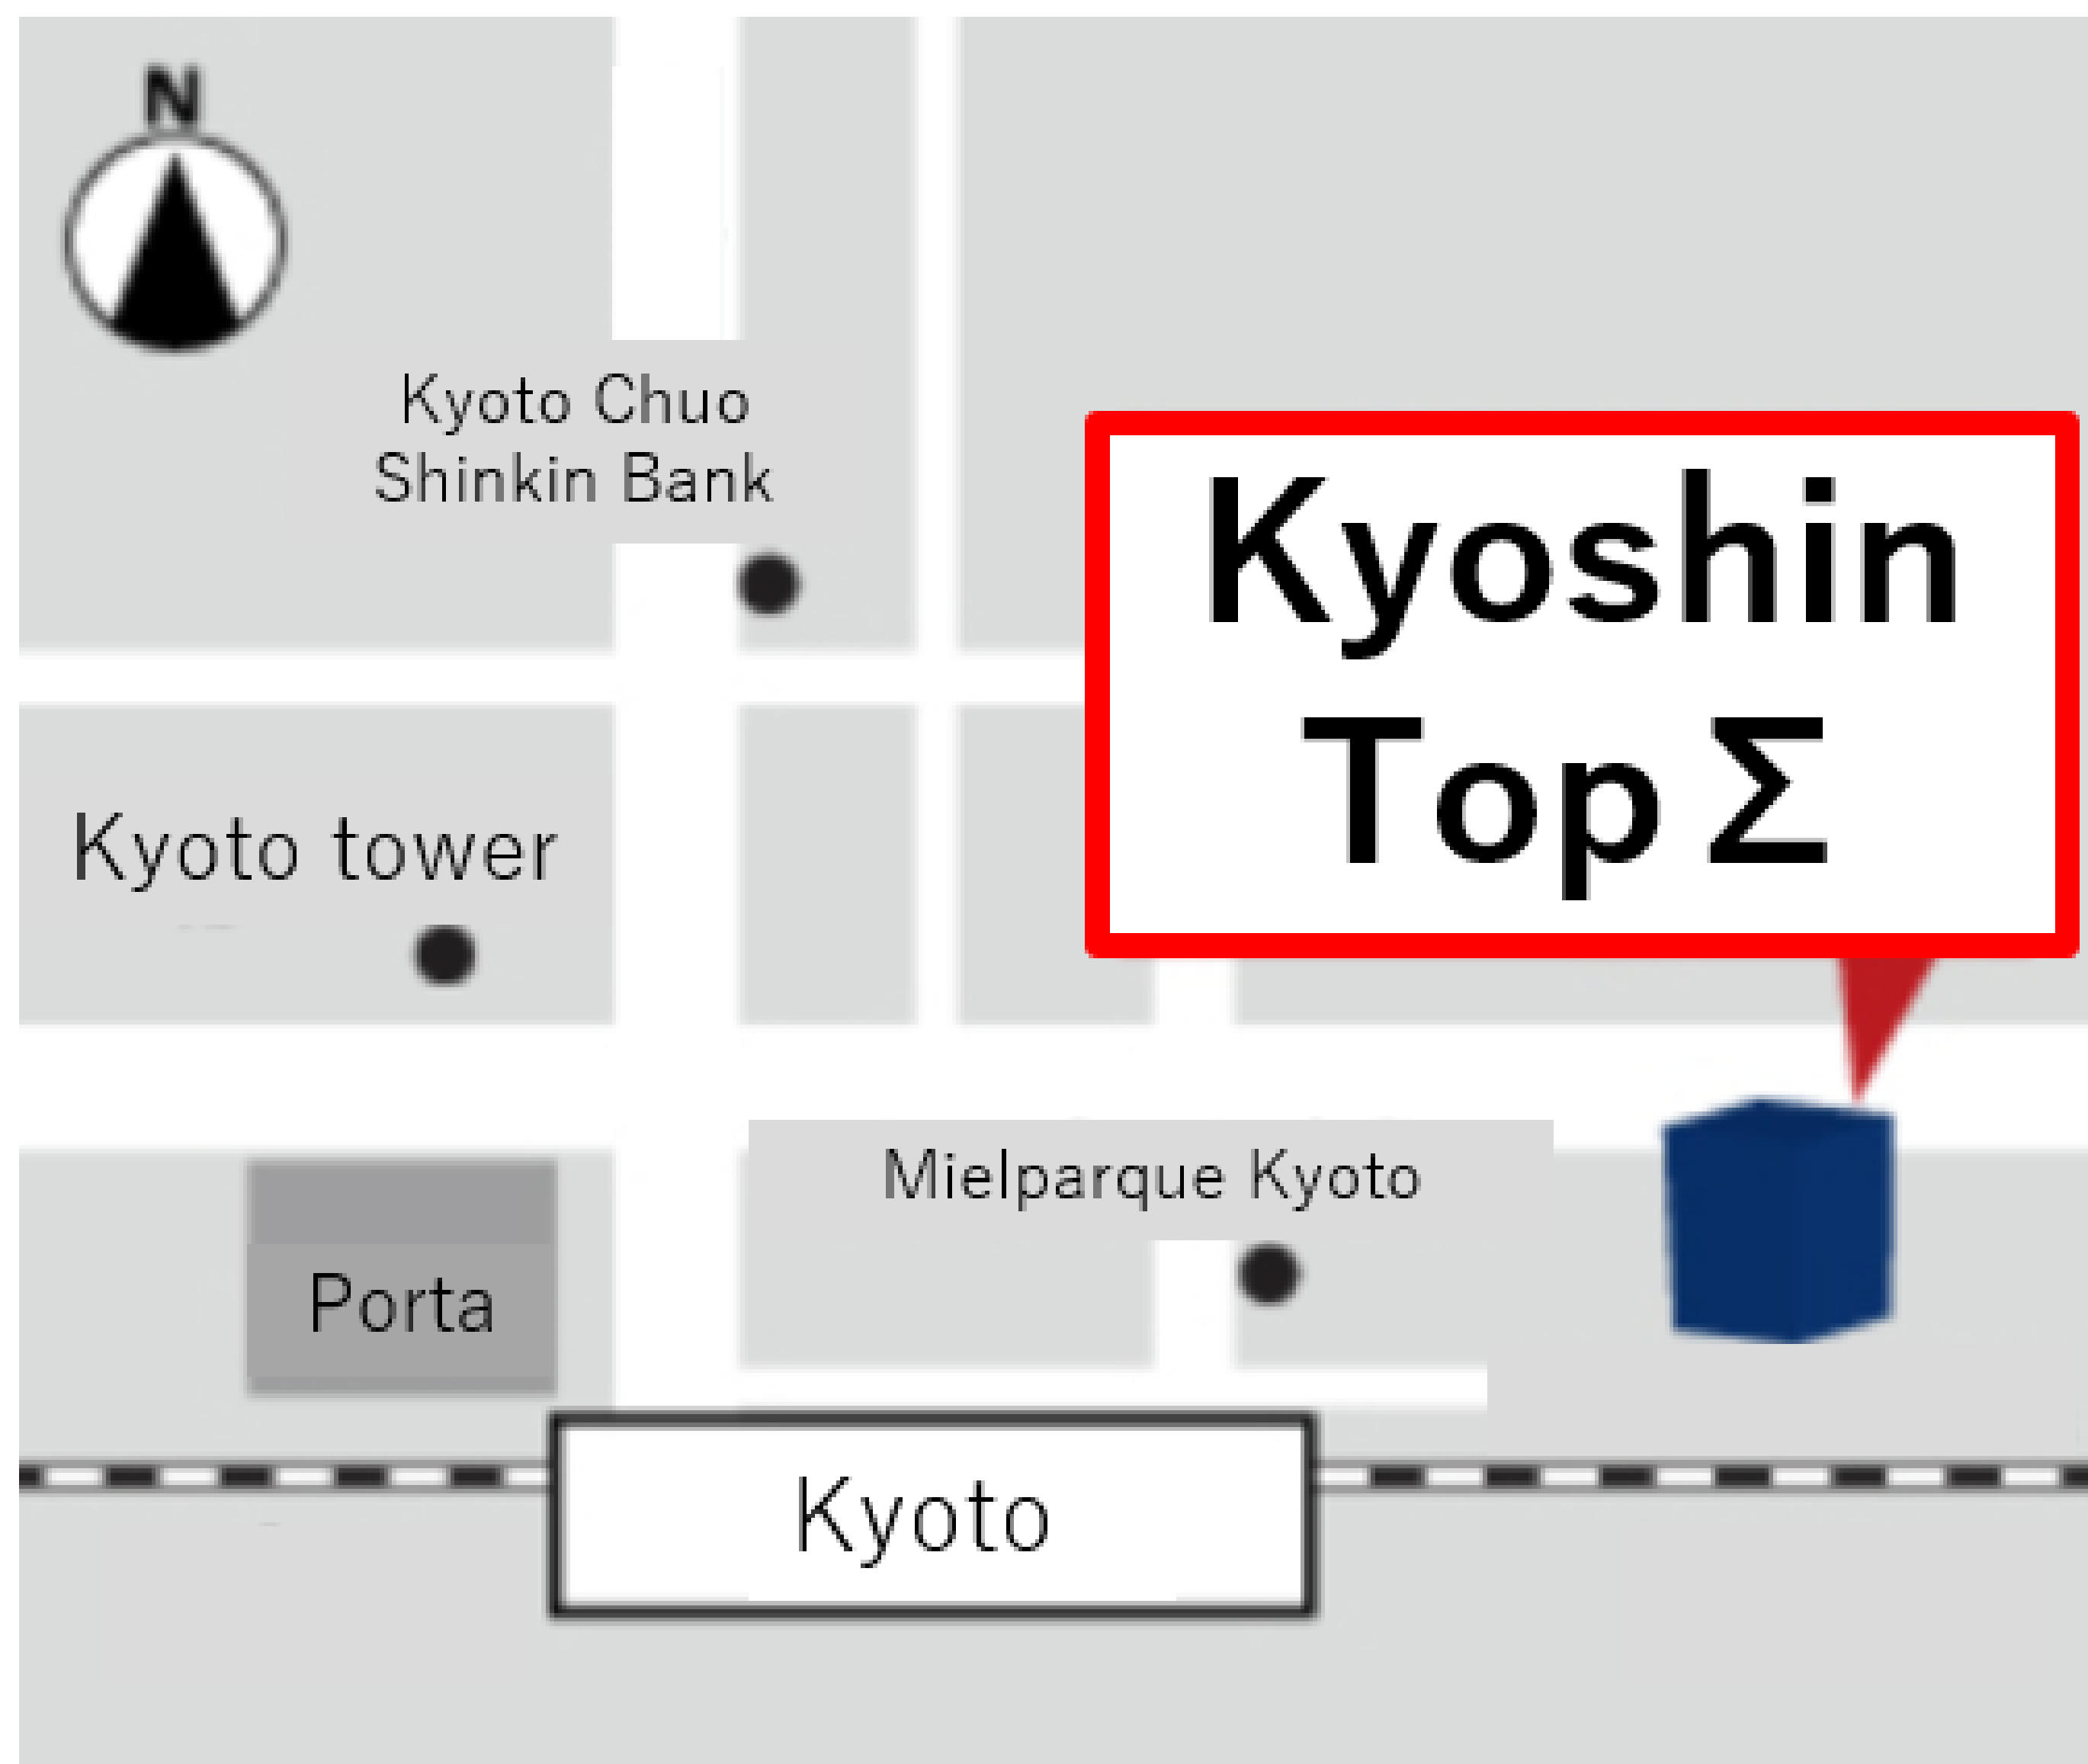 N
Kyoto Chuo
Shinkin Bank
Kyoshin
Top Σ
Kyoto tower
Mielparque Kyoto
Porta
Kyoto